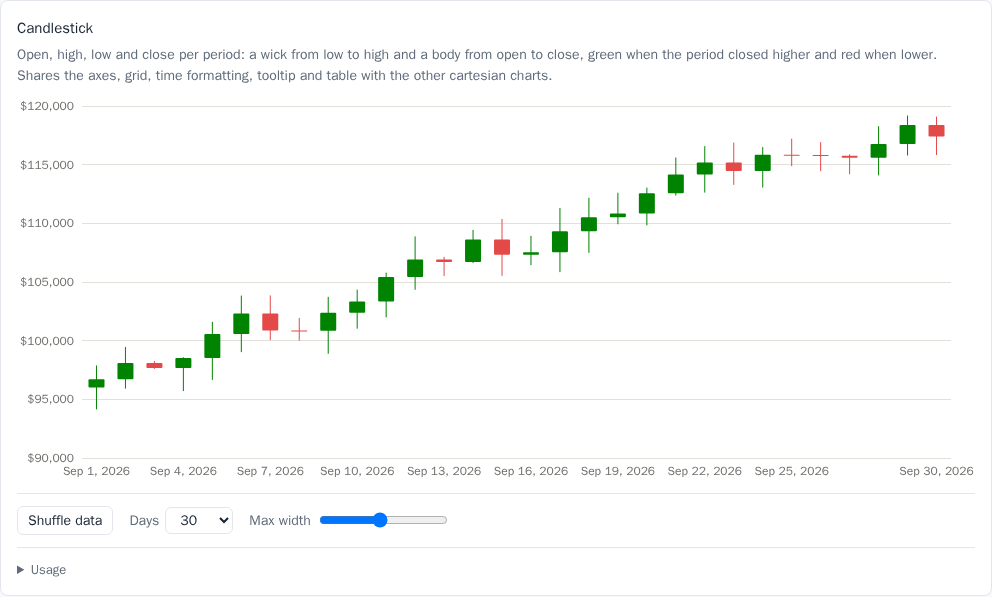 Candlestick
Open, high, low and close per period: a wick from low to high and a body from open to close, green when the period closed higher and red when lower.
Shares the axes, grid, time formatting, tooltip and table with the other cartesian charts.
$120,000
$115,000
$110,000
$105,000
$100,000
$95,000
$90,000
Sep 1, 2026 Sep 4, 2026 Sep 7, 2026 Sep 10, 2026 Sep 13, 2026 Sep 16, 2026 Sep 19, 2026 Sep 22, 2026 Sep 25, 2026 Sep 30, 2026
Shuffle data Days 30 Max width
Usage